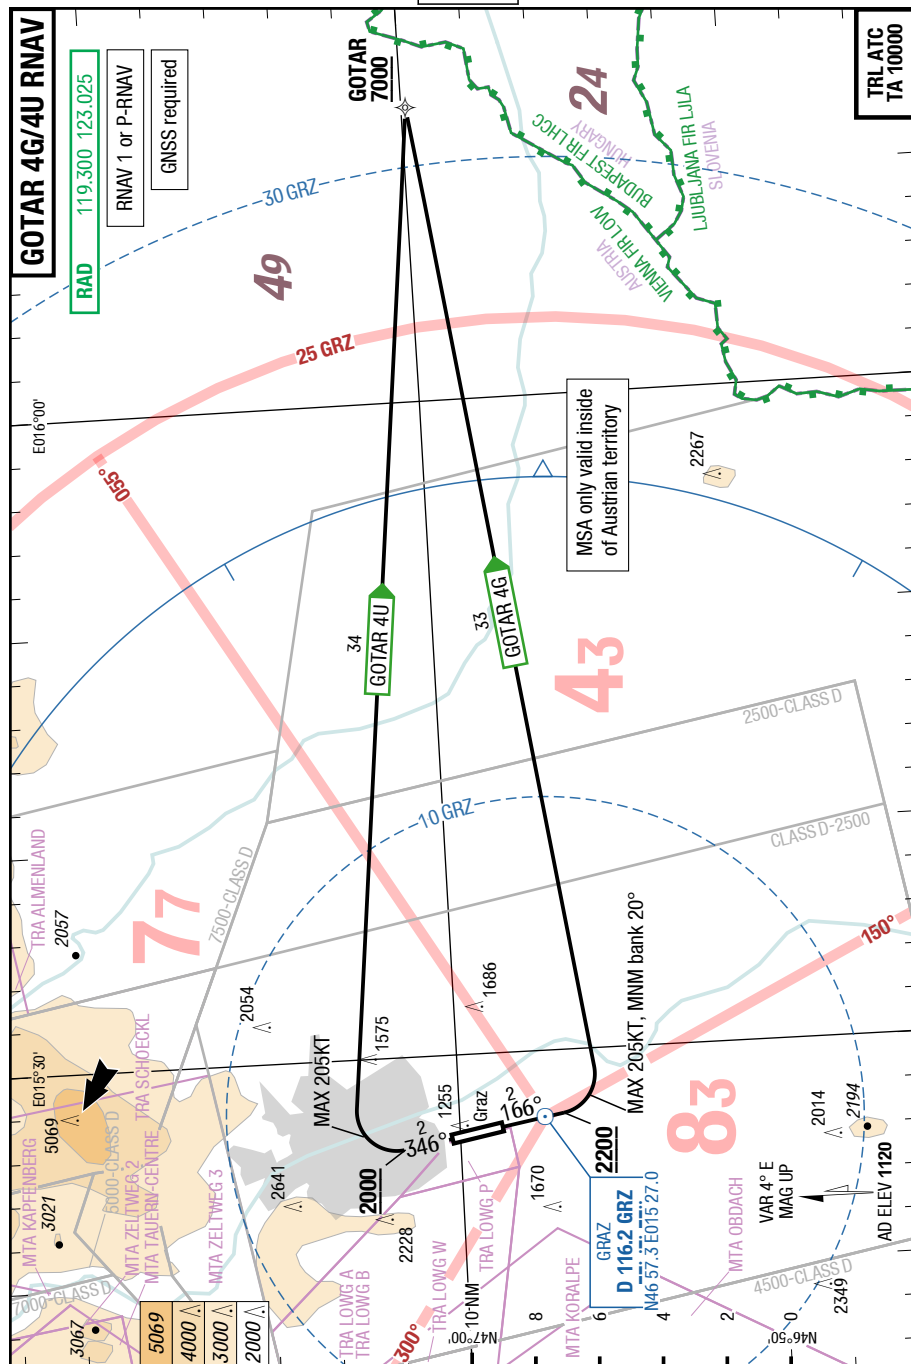 GOTAR 4G/4U RNAV
RAD 119.300 123.025
RNAV 1 or P-RNAV
GNSS required
TRL ATC
TA 10000
GOTAR
7000
30 GRZ
49
24
BUDAPEST FIR LHCC
HUNGARY
LJUBLJANA FIR LJLA
SLOVENIA
VIENNA FIR LOW
AUSTRIA
25 GRZ
E016°00'
055°
MSA only valid inside
of Austrian territory
2267
34
GOTAR 4U
33
GOTAR 4G
43
2500-CLASS D
CLASS D-2500
10 GRZ
7500-CLASS D
TRA ALMENLAND
2057
77
150°
2054
1686
1575
MAX 205KT
MAX 205KT, MNM bank 20°
E015°30'
TRA SCHOECKL
5069
6000-CLASS D
MTA KAPFENBERG
3021
MTA ZELTWEG 2
MTA TAUERN-CENTRE
MTA ZELTWEG 3
7000-CLASS D
3067
1255
Graz
2
166°
2
346°
2000
2200
83
2014
2194
2641
2228
1670
TRA LOWG A
TRA LOWG B
TRA LOWG W
TRA LOWG P
MTA KORALPE
MTA OBDACH
GRAZ
D 116.2 GRZ
N46 57.3 E015 27.0
VAR 4° E
MAG UP
AD ELEV 1120
4500-CLASS D
2349
300°
N47°00'
10 NM
8
6
4
2
0
N46°50'
5069
4000
3000
2000